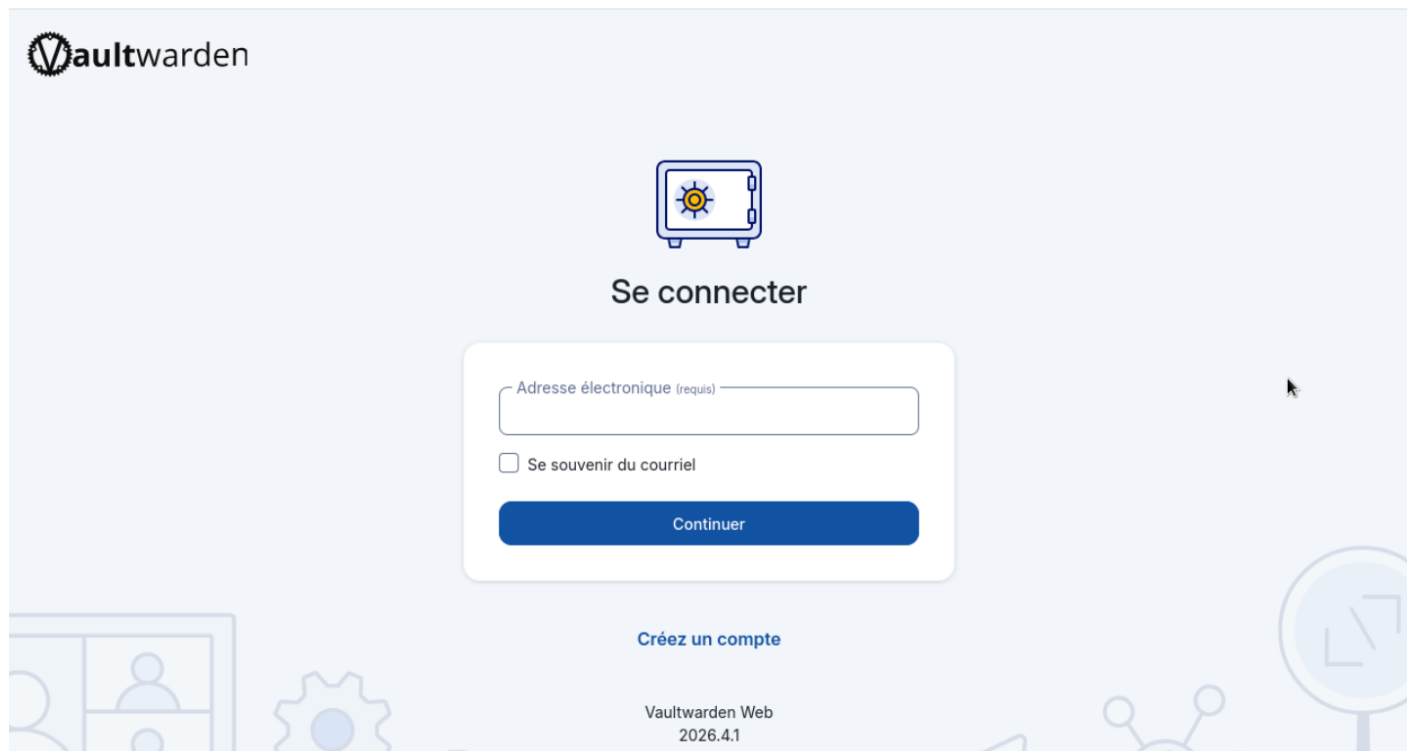 Vaultwarden
Se connecter
Adresse électronique (requis)
Se souvenir du courriel
Continuer
Créez un compte
Vaultwarden Web
2026.4.1